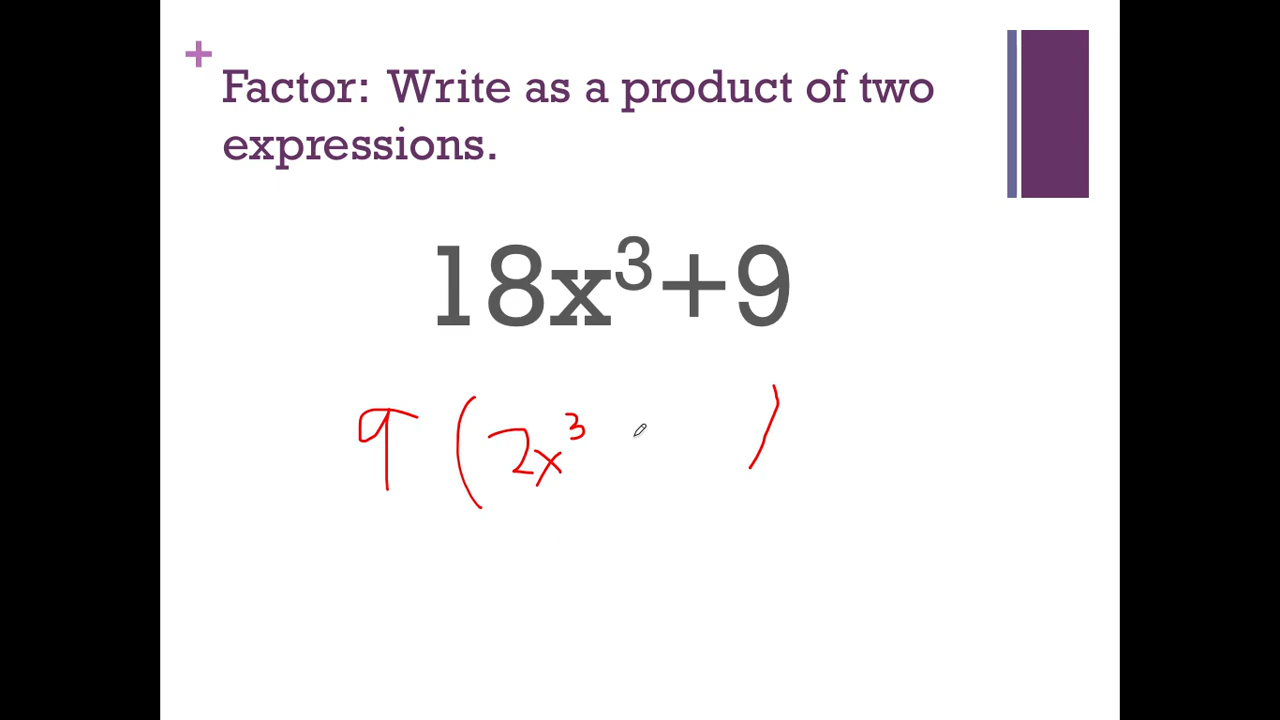 +
Factor: Write as a product of two
expressions.
18x³+9
9 (2x³ )